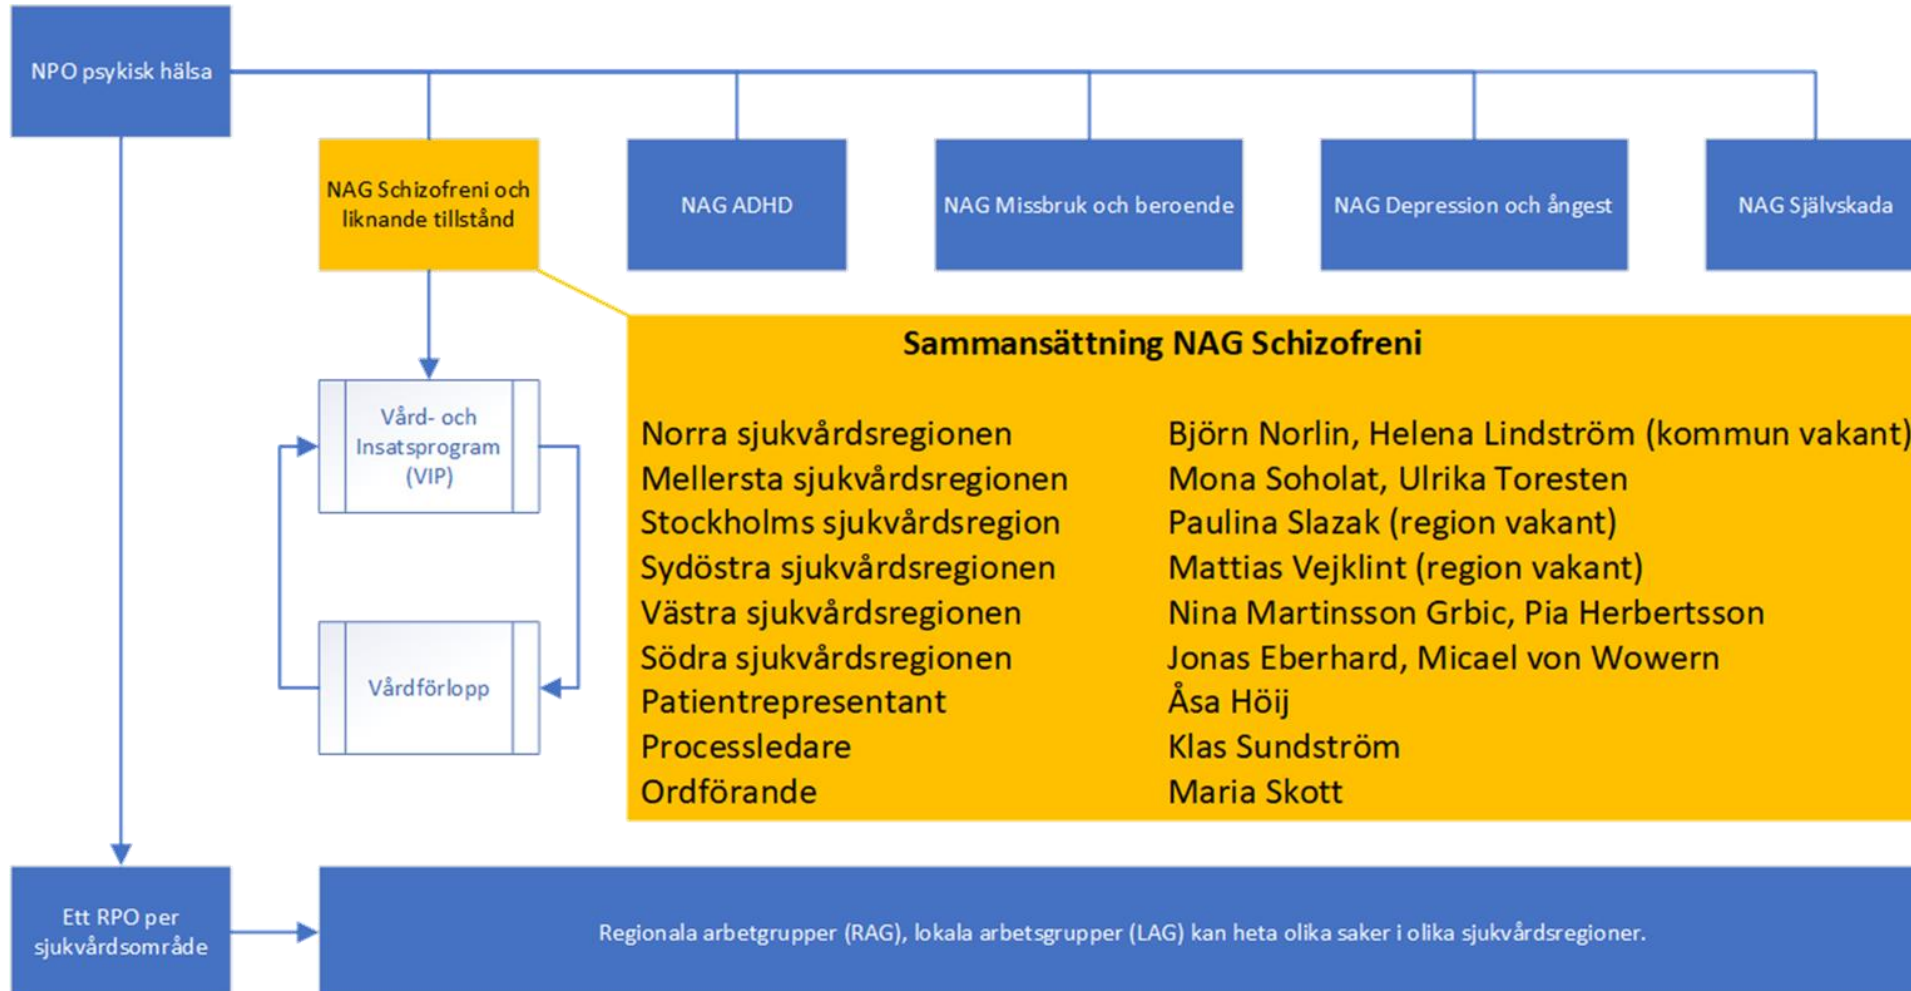 NPO psykisk hälsa
NAG Schizofreni och
liknande tillstånd
NAG ADHD
NAG Missbruk och beroende
NAG Depression och ångest
NAG Självskada
Vård- och
Insatsprogram
(VIP)
Vårdförlopp
Sammansättning NAG Schizofreni
Norra sjukvårdsregionen Björn Norlin, Helena Lindström (kommun vakant)
Mellersta sjukvårdsregionen Mona Soholat, Ulrika Toresten
Stockholms sjukvårdsregion Paulina Slazak (region vakant)
Sydöstra sjukvårdsregionen Mattias Vejklint (region vakant)
Västra sjukvårdsregionen Nina Martinsson Grbic, Pia Herbertsson
Södra sjukvårdsregionen Jonas Eberhard, Micael von Wowern
Patientrepresentant Åsa Höij
Processledare Klas Sundström
Ordförande Maria Skott
Ett RPO per
sjukvårdsområde
Regionala arbetgrupper (RAG), lokala arbetsgrupper (LAG) kan heta olika saker i olika sjukvårdsregioner.